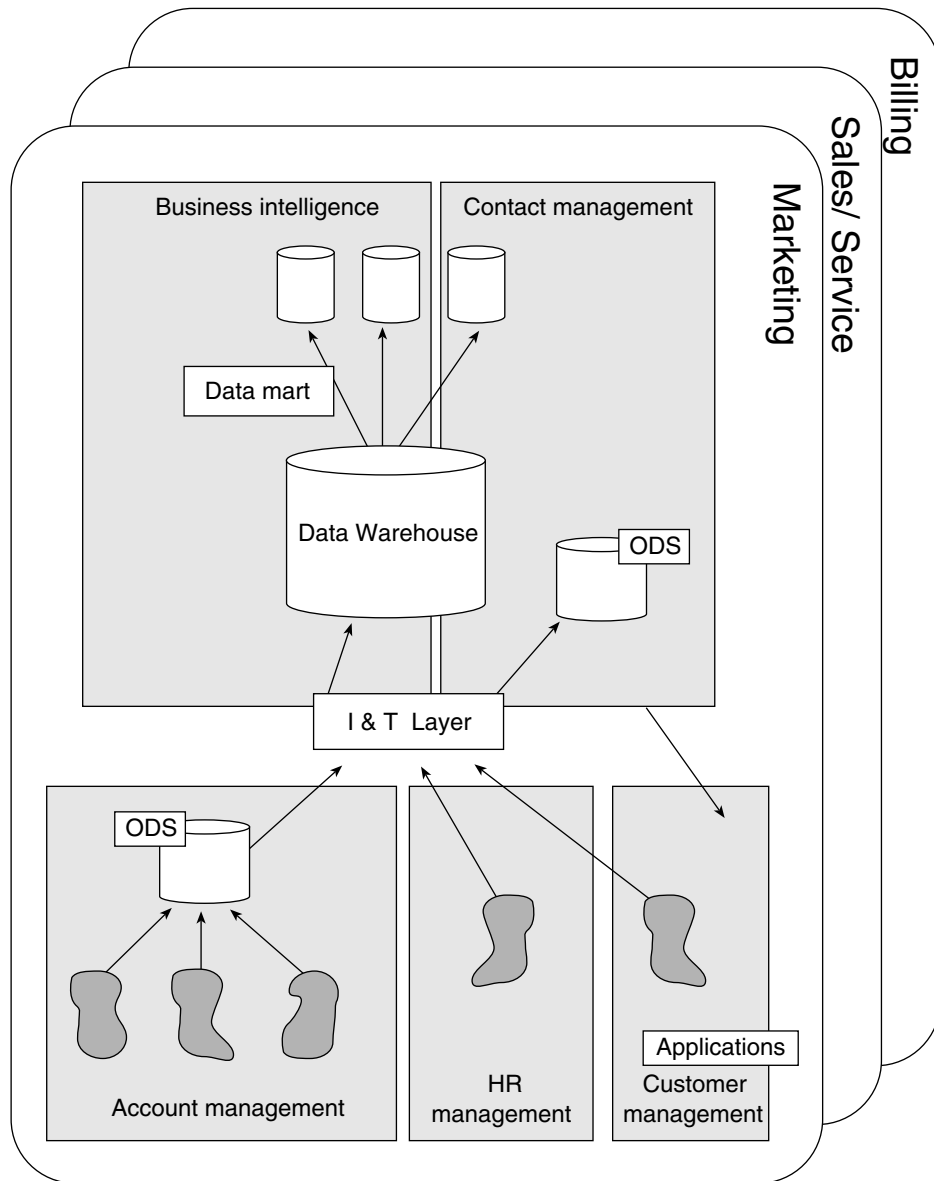 Billing
Sales/ Service
Marketing
Business intelligence
Contact management
Data mart
Data Warehouse
ODS
I & T Layer
ODS
Applications
Account management
HR
management
Customer
management